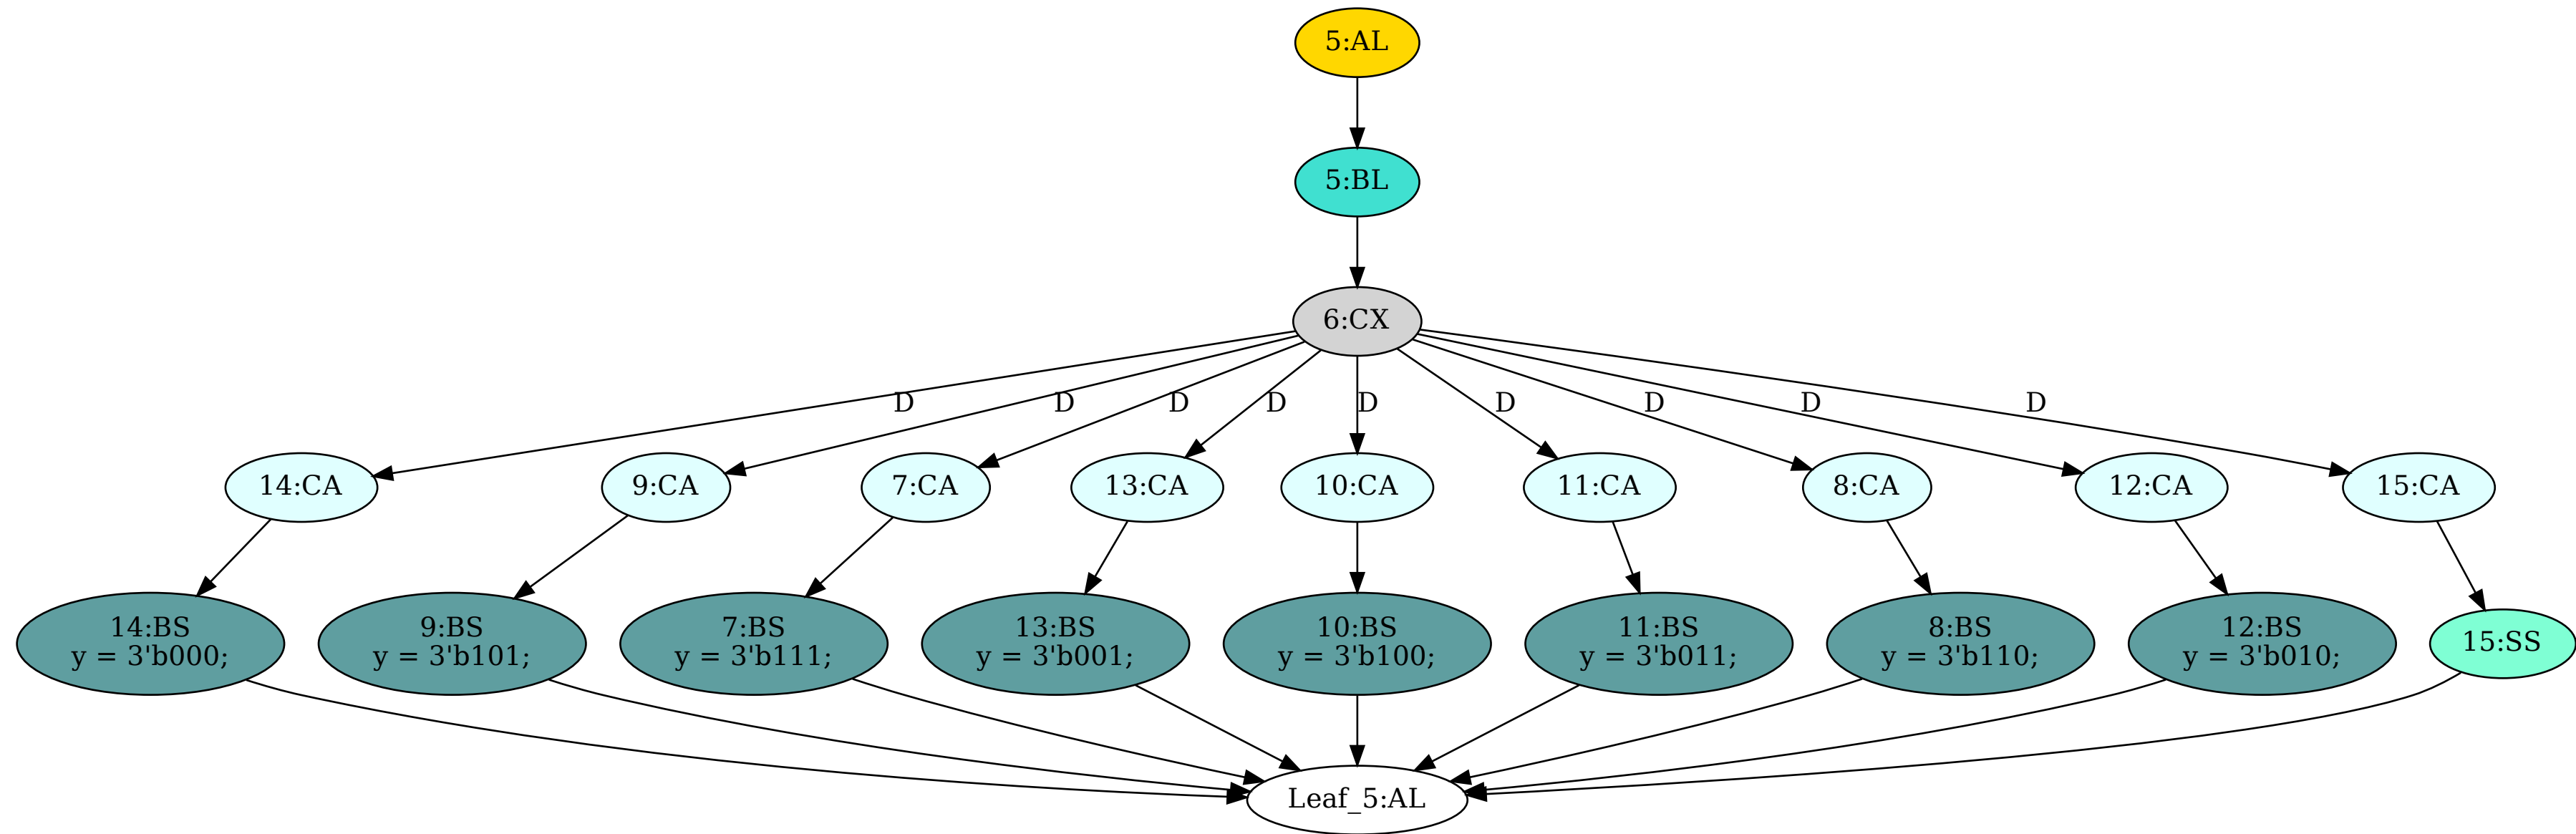 5:AL
5:BL
6:CX
D D D D D D D D D
14:CA 9:CA 7:CA 13:CA 10:CA 11:CA 8:CA 12:CA 15:CA
14:BS
y = 3'b000;
9:BS
y = 3'b101;
7:BS
y = 3'b111;
13:BS
y = 3'b001;
10:BS
y = 3'b100;
11:BS
y = 3'b011;
8:BS
y = 3'b110;
12:BS
y = 3'b010;
15:SS
Leaf_5:AL